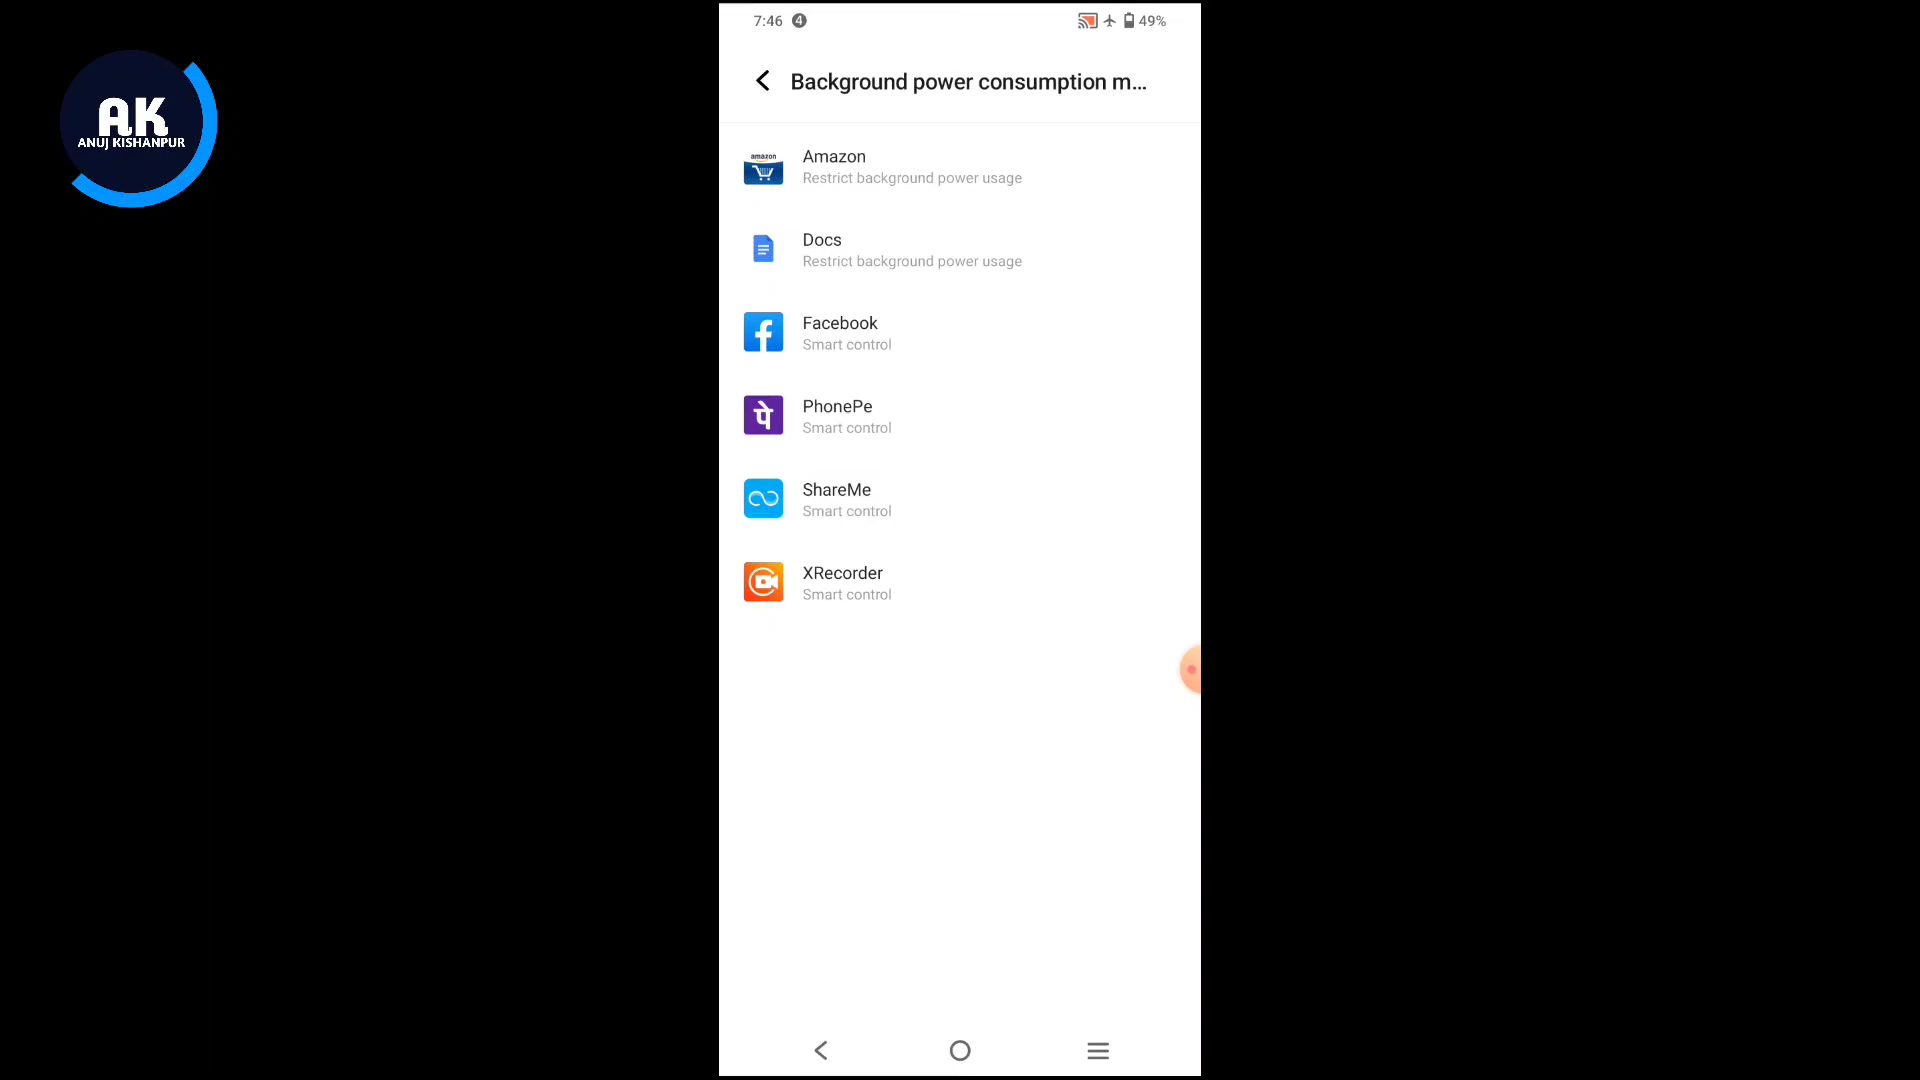 AK
ANUJ KISHANPUR
7:46 4 49%
Background power consumption m...
amazon
Amazon
Restrict background power usage
Docs
Restrict background power usage
Facebook
Smart control
पे
PhonePe
Smart control
ShareMe
Smart control
XRecorder
Smart control